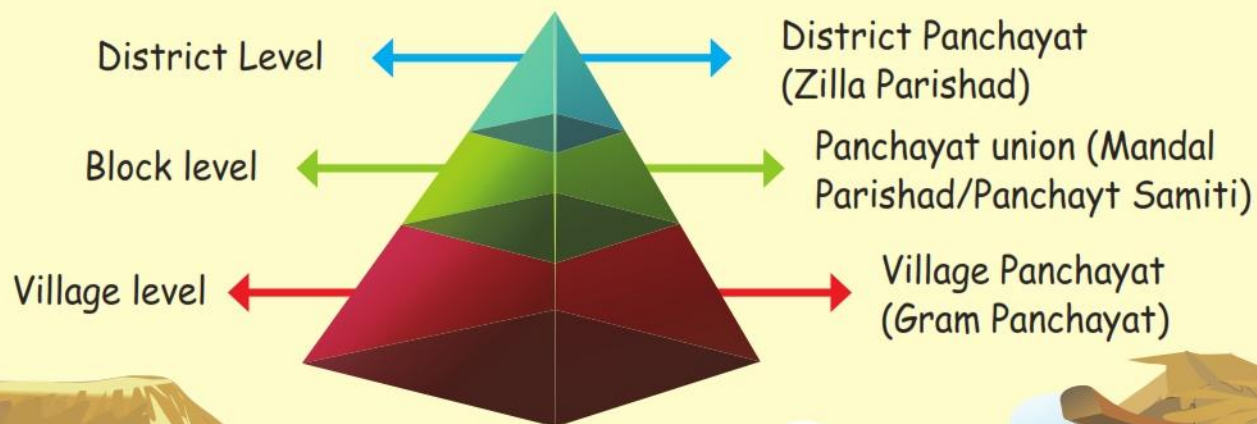 District Level
District Panchayat
(Zilla Parishad)
Block level
Panchayat union (Mandal
Parishad/Panchayt Samiti)
Village level
Village Panchayat
(Gram Panchayat)